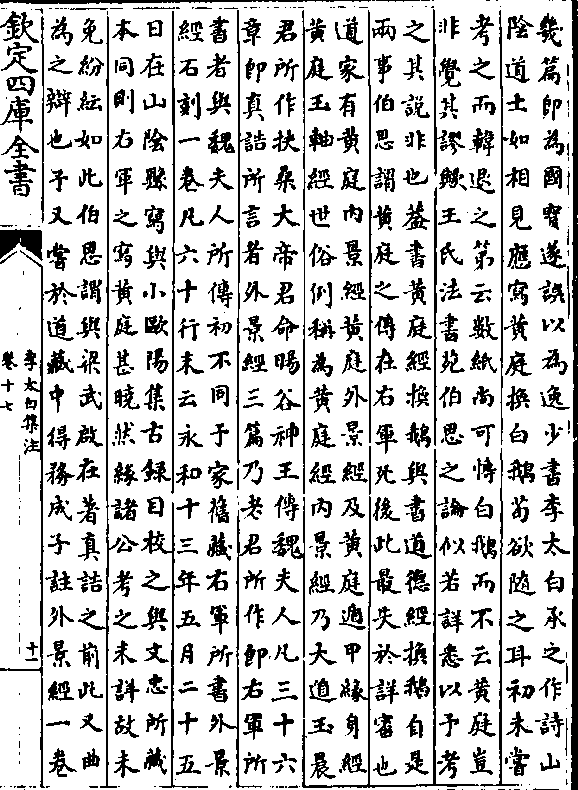 幾篇即為國寶遂誤以為逸少書李太白承之作詩山
陰道士如相見應寫黄庭換白鵝茍欲隨之耳初未嘗
考之而韓退之第云數紙尚可博白鵝而不云黄庭豈
非覺其謬歟王氏法書苑伯思之論似若詳悉以予考
之其說非也葢書黄庭經換鵝與書道德經換鵝自是
兩事伯思謂黄庭之傳在右軍死後此最失於詳審也
道家有黄庭内景經黄庭外景經及黄庭遁甲緣身經
黄庭玉軸經世俗例稱為黄庭經内景經乃大道玉晨
君所作扶桑大帝君命暘谷神王傳魏夫人凡三十六
章即真誥所言者外景經三篇乃老君所作即右軍所
書者與魏夫人所傳初不同予家舊藏右軍所書外景
經石刻一卷凡六十行末云永和十三年五月二十五
日在山陰縣寫與小歐陽集古録目校之與文忠所藏
本同則右軍之寫黄庭甚曉然緣諸公考之未詳故未
免紛紜如此伯思謂與梁武啟在著真誥之前此又曲
為之辯也予又嘗於道藏中得務成子註外景經一卷
欽定四庫全書
李太白集注
卷十七
十一